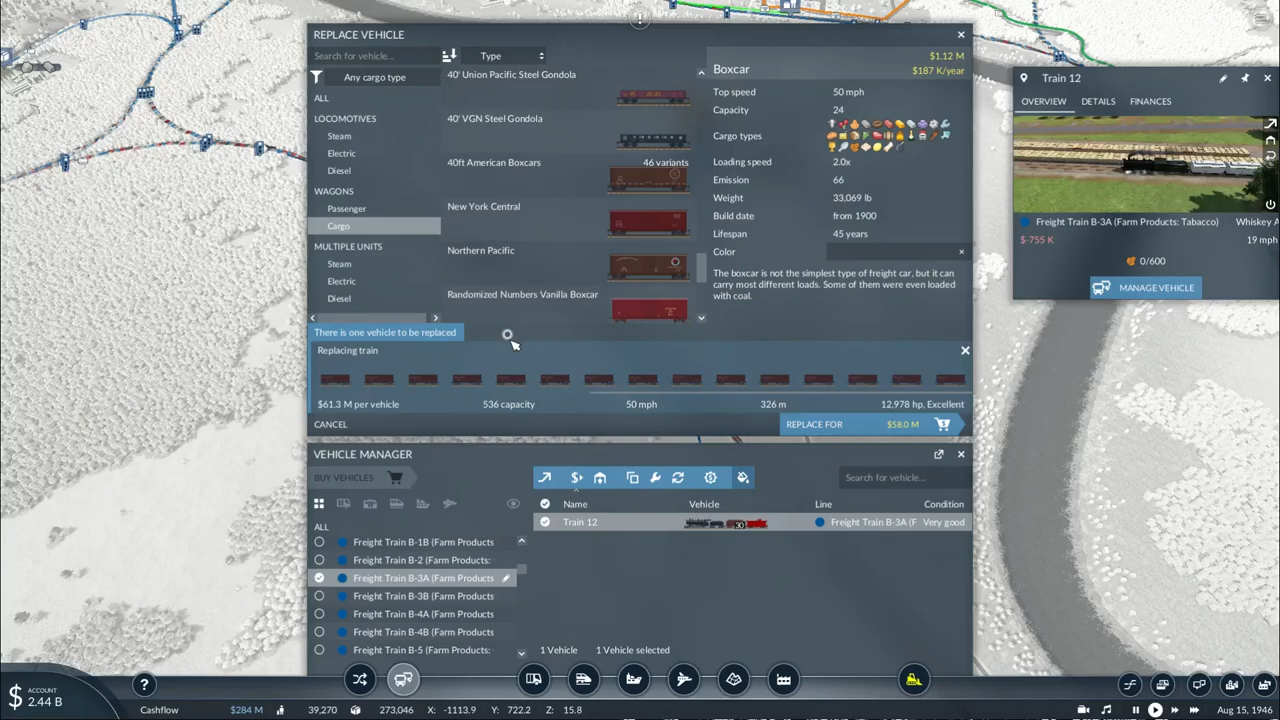 REPLACE VEHICLE
Search for vehicle...
Type
Any cargo type
ALL
LOCOMOTIVES
Steam
Electric
Diesel
WAGONS
Passenger
Cargo
MULTIPLE UNITS
Steam
Electric
Diesel
40' Union Pacific Steel Gondola
40' VGN Steel Gondola
40ft American Boxcars 46 variants
New York Central
Northern Pacific
Randomized Numbers Vanilla Boxcar
$1.12 M
Boxcar $187 K/year
Top speed 50 mph
Capacity 24
Cargo types
Loading speed 2.0x
Emission 66
Weight 33,069 lb
Build date from 1900
Lifespan 45 years
Color
The boxcar is not the simplest type of freight car, but it can
carry most different loads. Some of them were even loaded
with coal.
There is one vehicle to be replaced
Replacing train
$61.3 M per vehicle 536 capacity 50 mph 326 m 12,978 hp, Excellent
CANCEL REPLACE FOR $58.0 M
Train 12
OVERVIEW DETAILS FINANCES
Freight Train B-3A (Farm Products: Tabacco) Whiskey A
$-755 K 19 mph
0/600
MANAGE VEHICLE
VEHICLE MANAGER
BUY VEHICLES
Search for vehicle...
ALL
Freight Train B-1B (Farm Products
Freight Train B-2 (Farm Products:
Freight Train B-3A (Farm Products
Freight Train B-3B (Farm Products
Freight Train B-4A (Farm Products
Freight Train B-4B (Farm Products
Freight Train B-5 (Farm Products:
Name Vehicle Line Condition
Train 12 30 Freight Train B-3A (F Very good
1 Vehicle 1 Vehicle selected
$ ACCOUNT
2.44 B
?
Cashflow $284 M 39,270 273,046 X: -1113.9 Y: 722.2 Z: 15.8
Aug 15, 1946